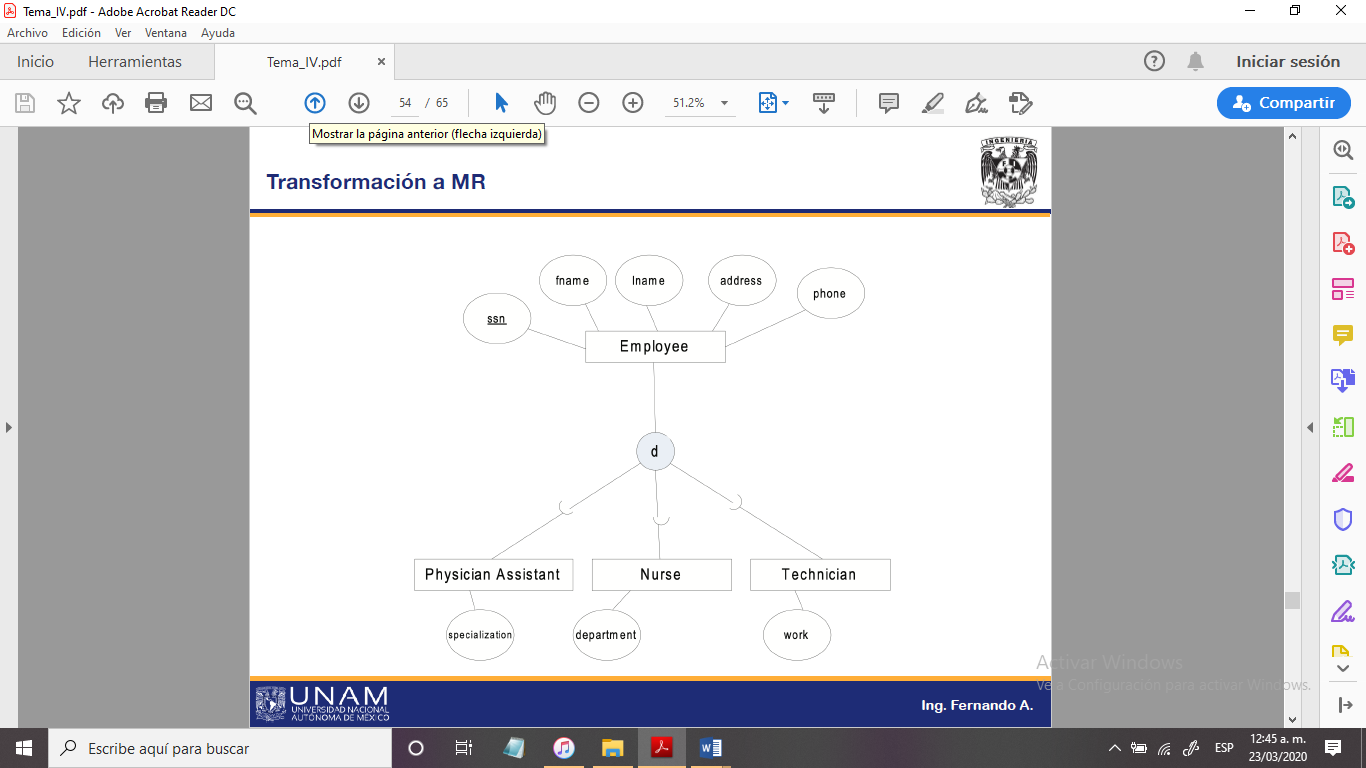 Tema_IV.pdf - Adobe Acrobat Reader DC
Archivo Edición Ver Ventana Ayuda
Inicio Herramientas Tema_IV.pdf × ? Iniciar sesión
54 / 65 51.2% Compartir
Mostrar la página anterior (flecha izquierda)
INGENIERIA
Transformación a MR
fname lname address
phone
ssn
Employee
d
Physician Assistant Nurse Technician
specialization department work
Activar Windows
Ve a Configuración para activar Windows.
UNAM
UNIVERSIDAD NACIONAL
AUTÓNOMA DE MÉXICO
Ing. Fernando A.
Escribe aquí para buscar
ESP
12:45 a. m.
23/03/2020